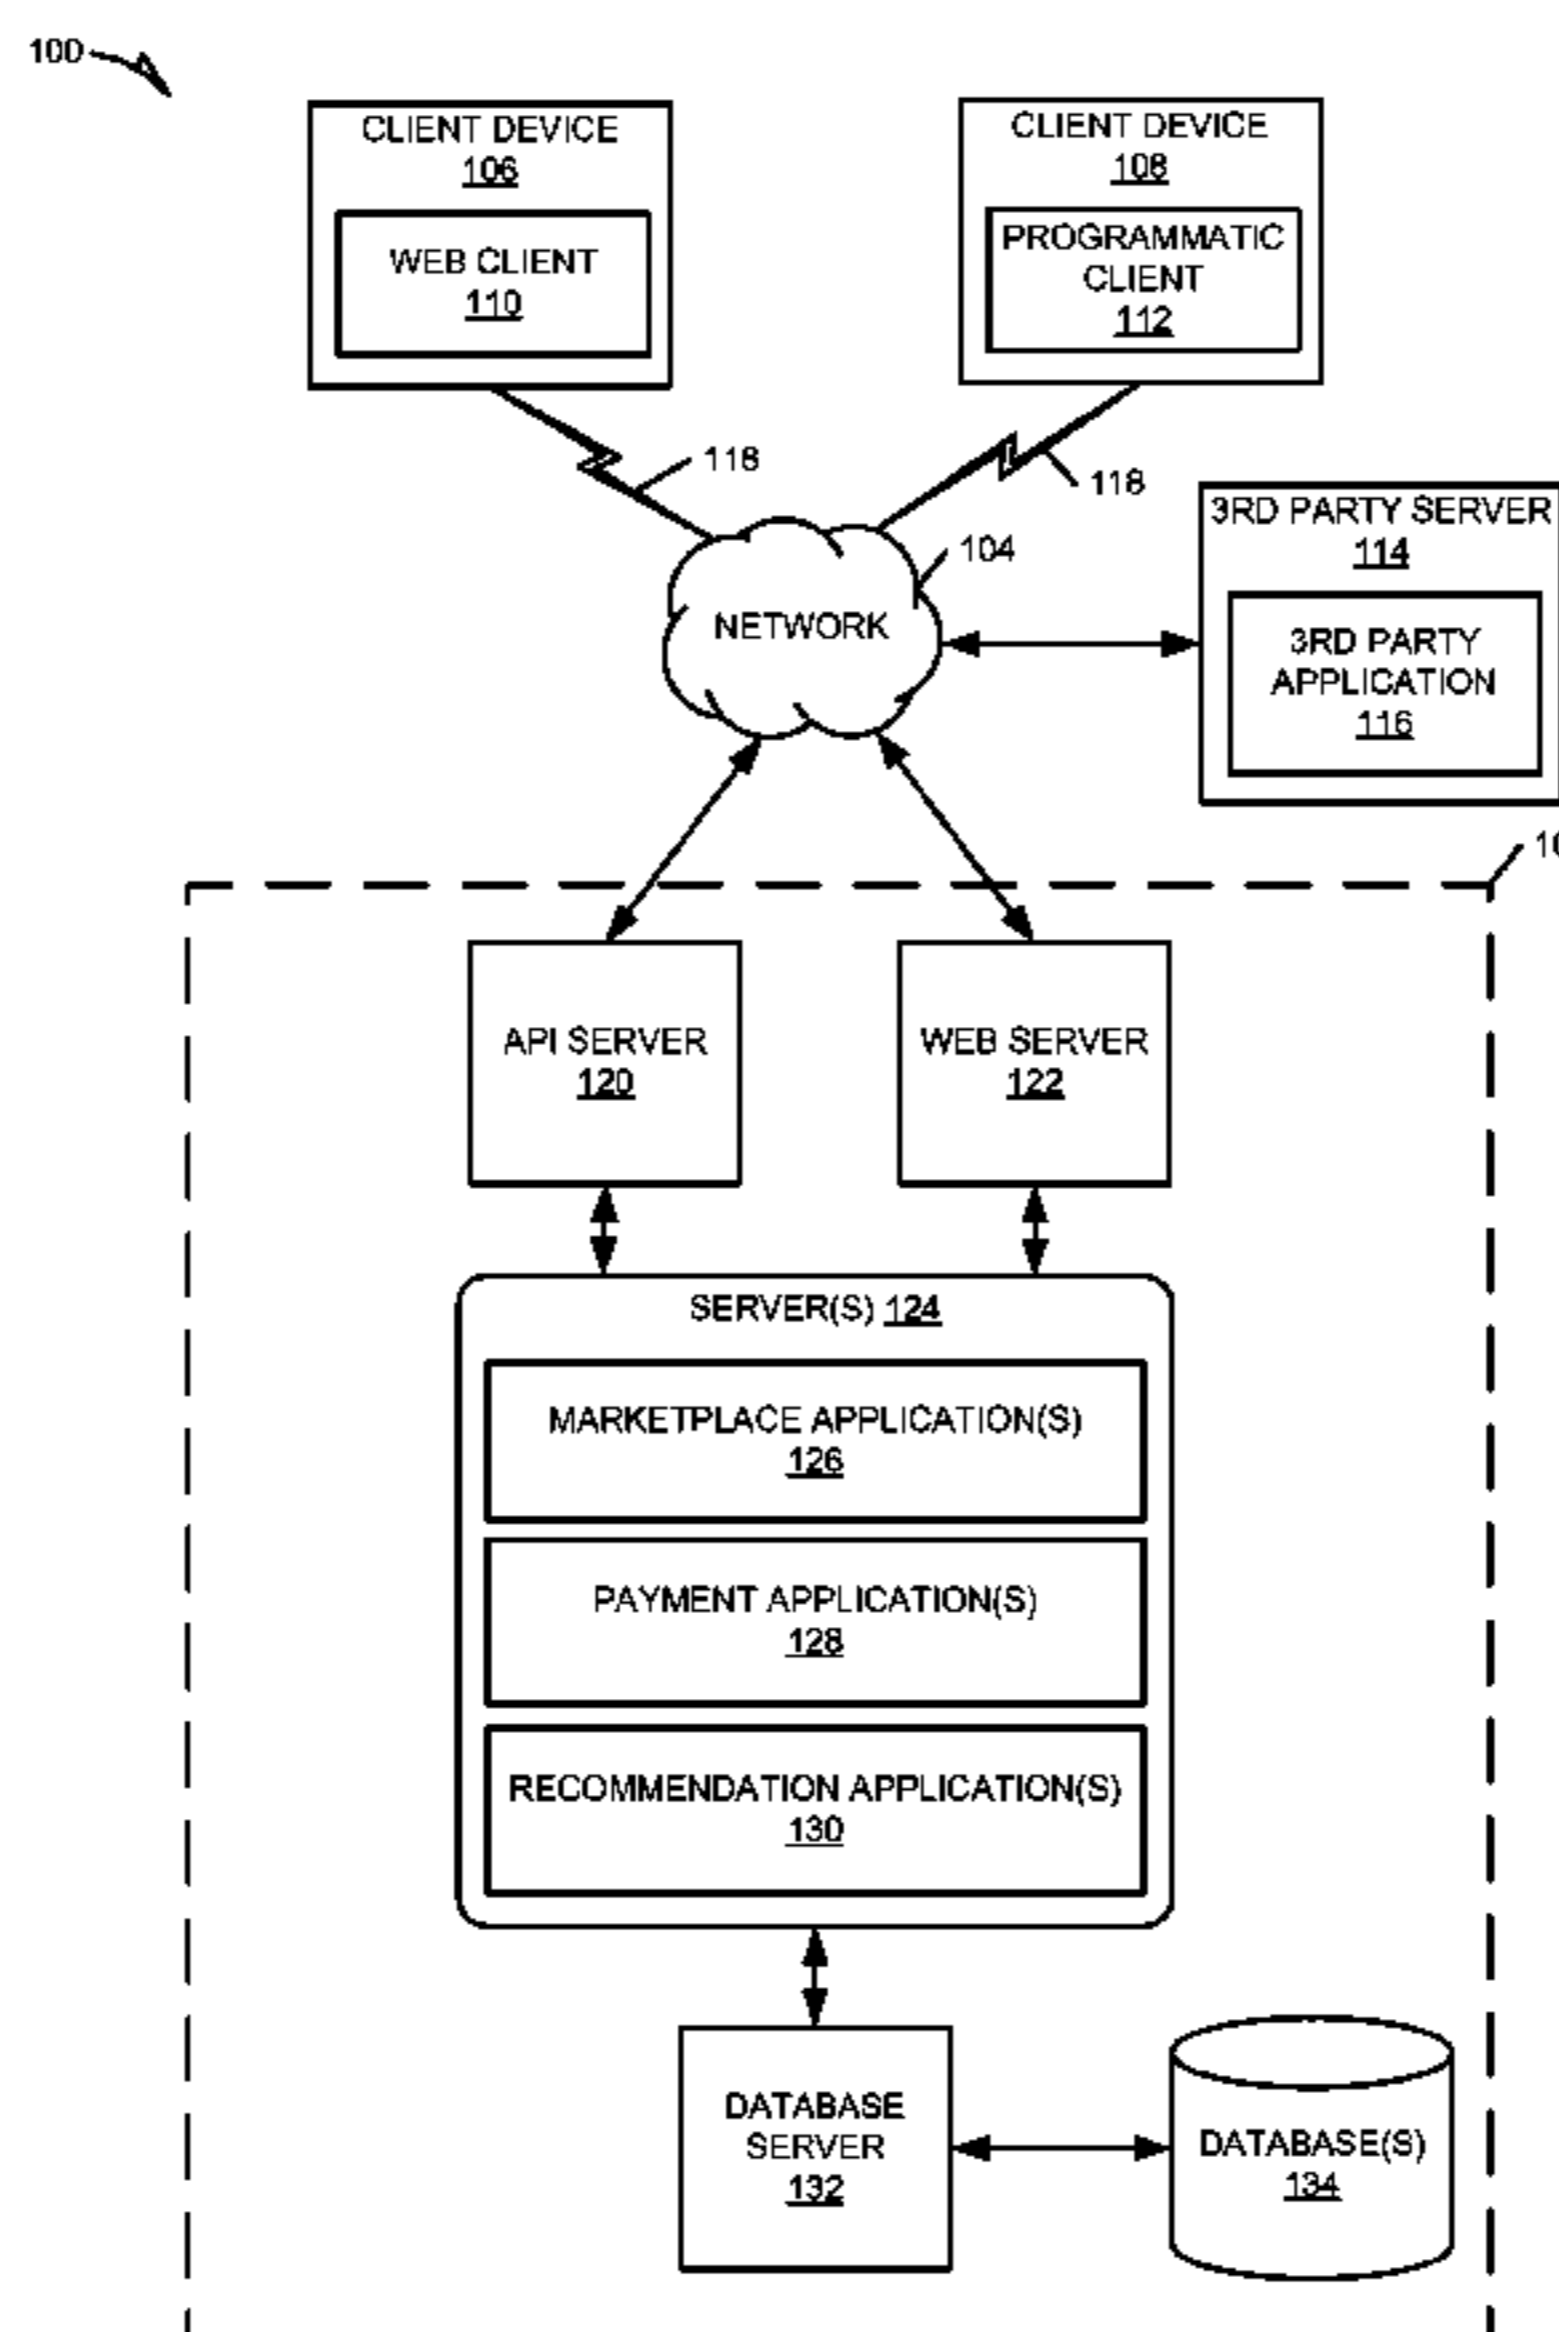 100
CLIENT DEVICE
106
WEB CLIENT
110
CLIENT DEVICE
108
PROGRAMMATIC
CLIENT
112
118
118
3RD PARTY SERVER
114
3RD PARTY
APPLICATION
116
104
NETWORK
API SERVER
120
WEB SERVER
122
SERVER(S) 124
MARKETPLACE APPLICATION(S)
126
PAYMENT APPLICATION(S)
128
RECOMMENDATION APPLICATION(S)
130
DATABASE
SERVER
132
DATABASE(S)
134